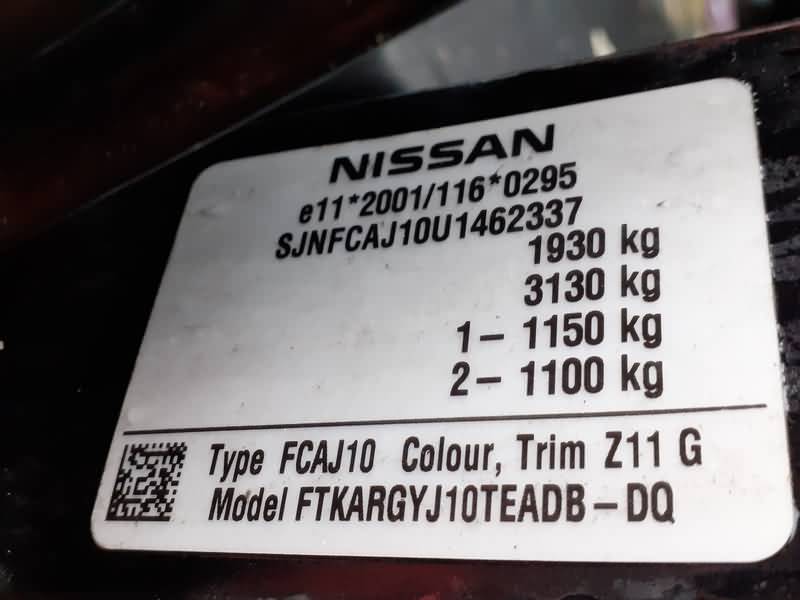 NISSAN
e11*2001/116*0295
SJNFCAJ10U1462337
1930 kg
3130 kg
1- 1150 kg
2- 1100 kg
Type FCAJ10 Colour, Trim Z11 G
Model FTKARGYJ10TEADB-DQ